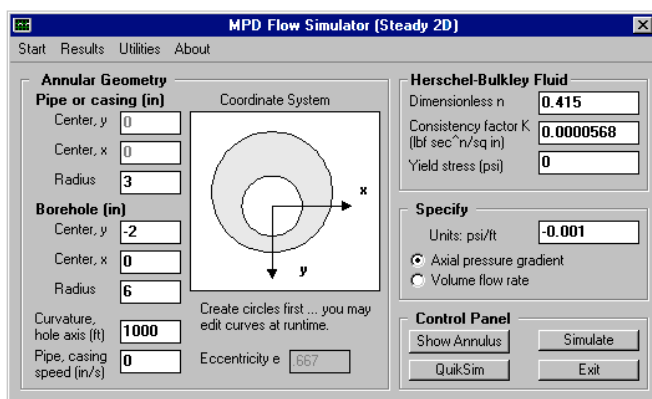 MPD Flow Simulator (Steady 2D)
Start Results Utilities About
Annular Geometry
Pipe or casing (in)
Center, y 0
Center, x 0
Radius 3
Borehole (in)
Center, y -2
Center, x 0
Radius 6
Curvature,
hole axis (ft) 1000
Pipe, casing
speed (in/s) 0
Coordinate System
x
y
Create circles first ... you may
edit curves at runtime.
Eccentricity e .667
Herschel-Bulkley Fluid
Dimensionless n 0.415
Consistency factor K
(lbf sec^n/sq in) 0.0000568
Yield stress (psi) 0
Specify
Units: psi/ft -0.001
Axial pressure gradient
Volume flow rate
Control Panel
Show Annulus Simulate
QuikSim Exit